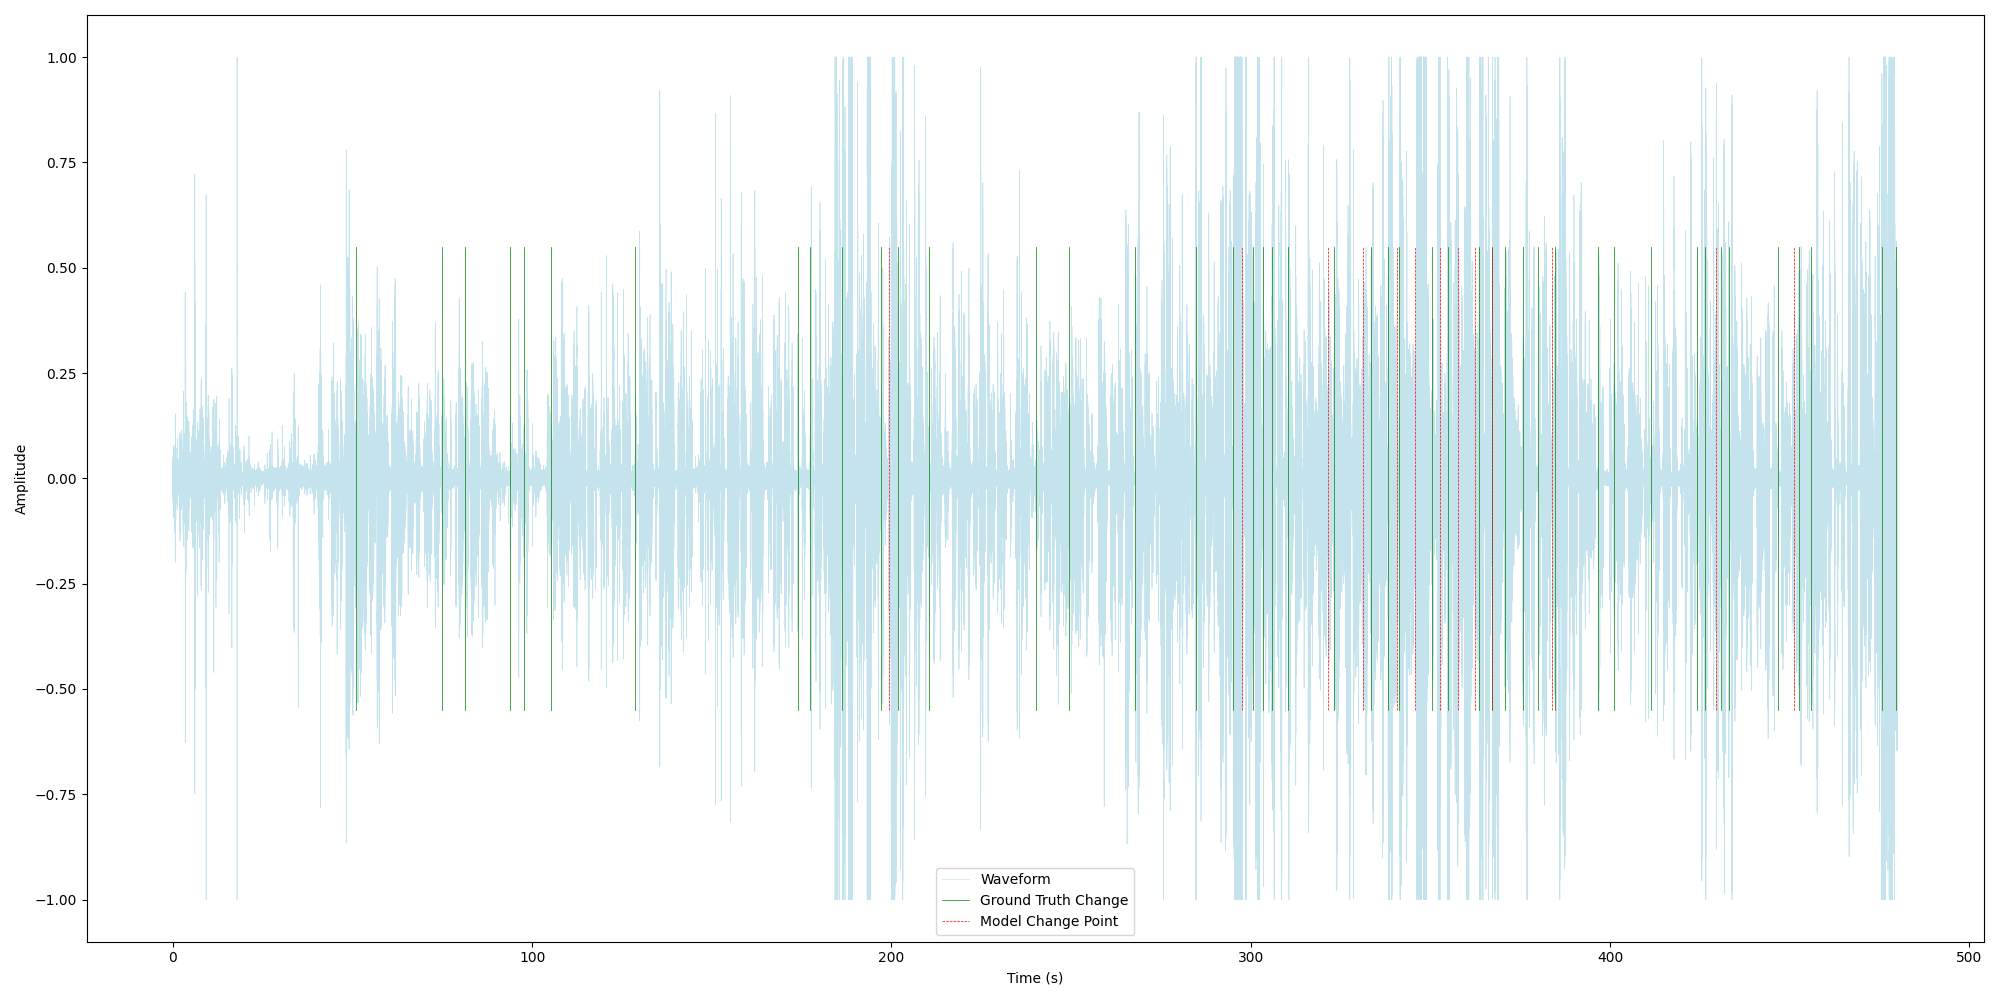 1.00
0.75
0.50
0.25
0.00
−0.25
−0.50
−0.75
−1.00
Amplitude
Waveform
Ground Truth Change
Model Change Point
0 100 200 300 400 500
Time (s)